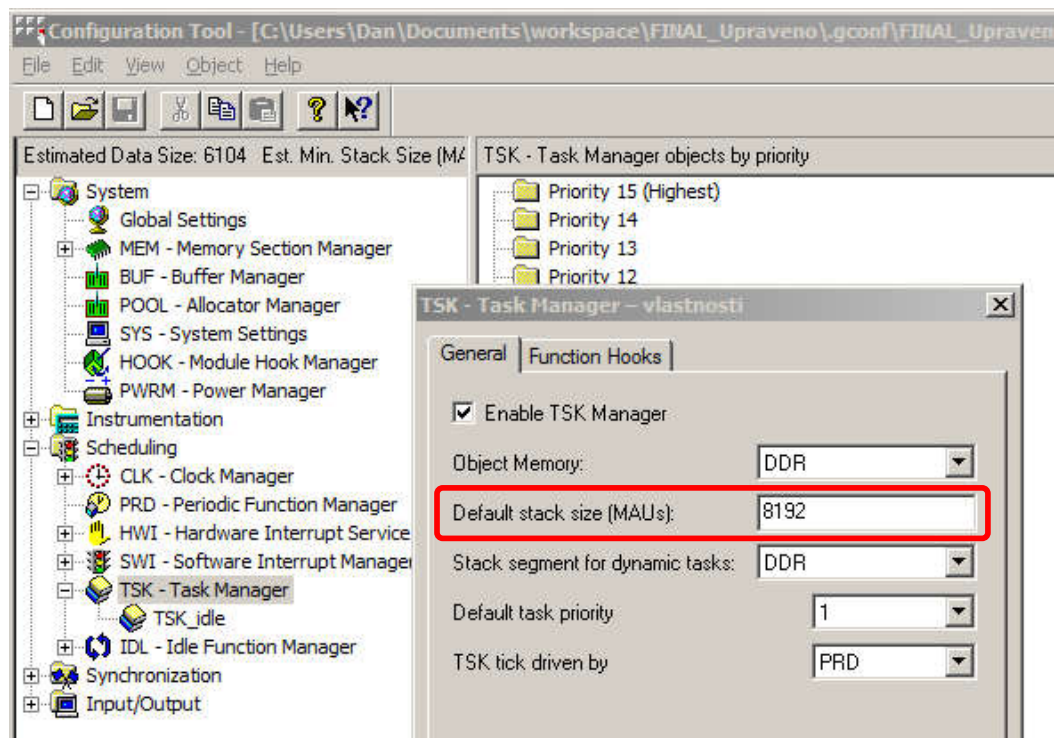 Configuration Tool - [C:\Users\Dan\Documents\workspace\FINAL_Upraveno\.gconf\FINAL_Upraven
File Edit View Object Help
Estimated Data Size: 6104 Est. Min. Stack Size (MA
TSK - Task Manager objects by priority
System
Global Settings
MEM - Memory Section Manager
BUF - Buffer Manager
POOL - Allocator Manager
SYS - System Settings
HOOK - Module Hook Manager
PWRM - Power Manager
Instrumentation
Scheduling
CLK - Clock Manager
PRD - Periodic Function Manager
HWI - Hardware Interrupt Service
SWI - Software Interrupt Manager
TSK - Task Manager
TSK_idle
IDL - Idle Function Manager
Synchronization
Input/Output
Priority 15 (Highest)
Priority 14
Priority 13
Priority 12
TSK - Task Manager – vlastnosti
General Function Hooks
Enable TSK Manager
Object Memory: DDR
Default stack size (MAUs): 8192
Stack segment for dynamic tasks: DDR
Default task priority 1
TSK tick driven by PRD